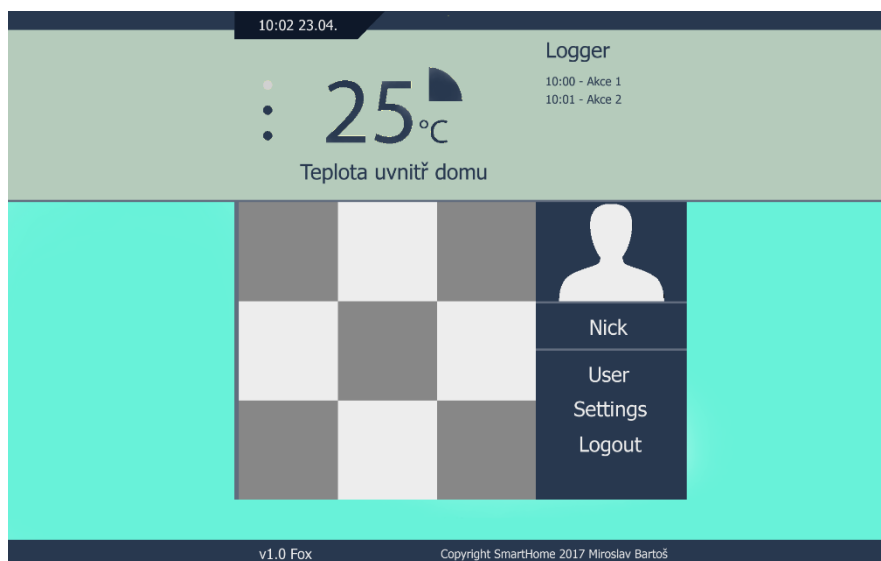 10:02 23.04.
Logger
10:00 - Akce 1
10:01 - Akce 2
25 °C
Teplota uvnitř domu
Nick
User
Settings
Logout
v1.0 Fox
Copyright SmartHome 2017 Miroslav Bartoš